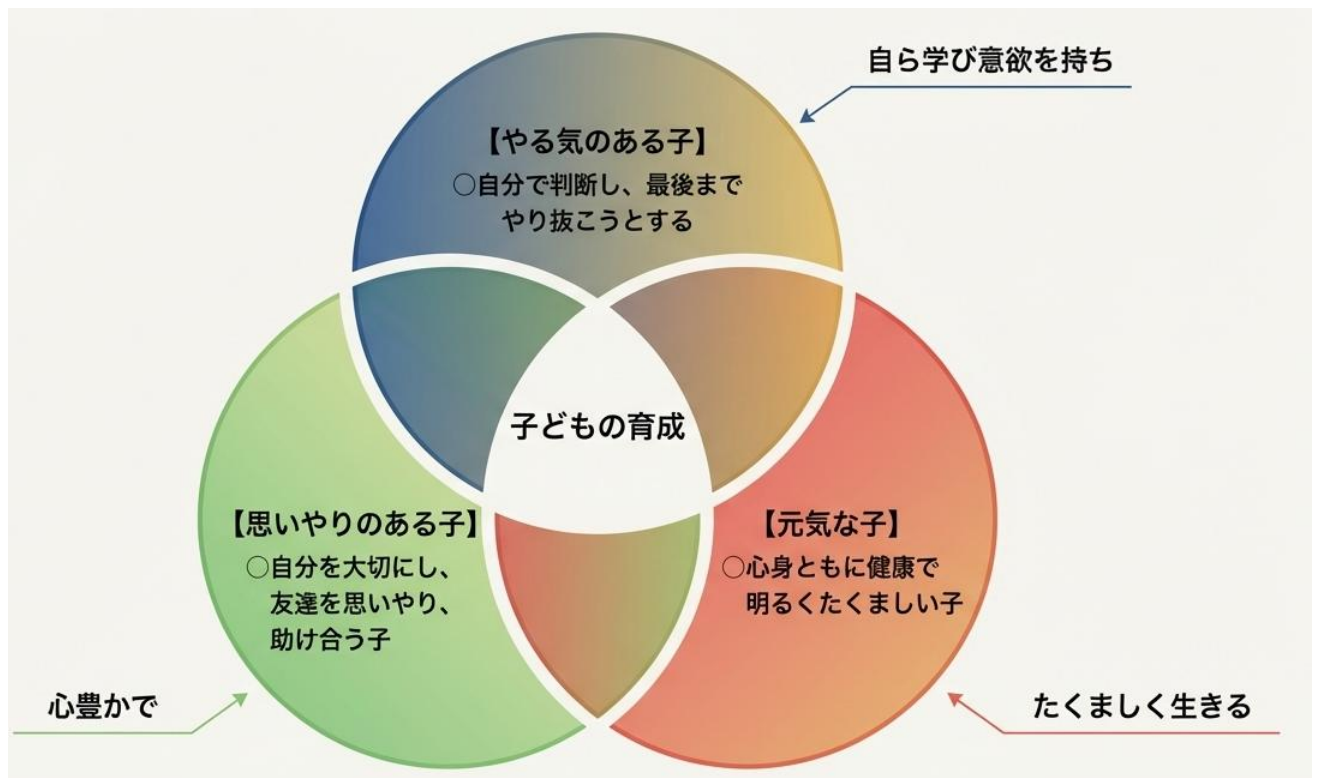 自ら学び意欲を持ち
【やる気のある子】
○自分で判断し、最後まで
やり抜こうとする
子どもの育成
【思いやりのある子】
○自分を大切にし、
友達を思いやり、
助け合う子
【元気な子】
○心身ともに健康で
明るくたくましい子
心豊かで
たくましく生きる